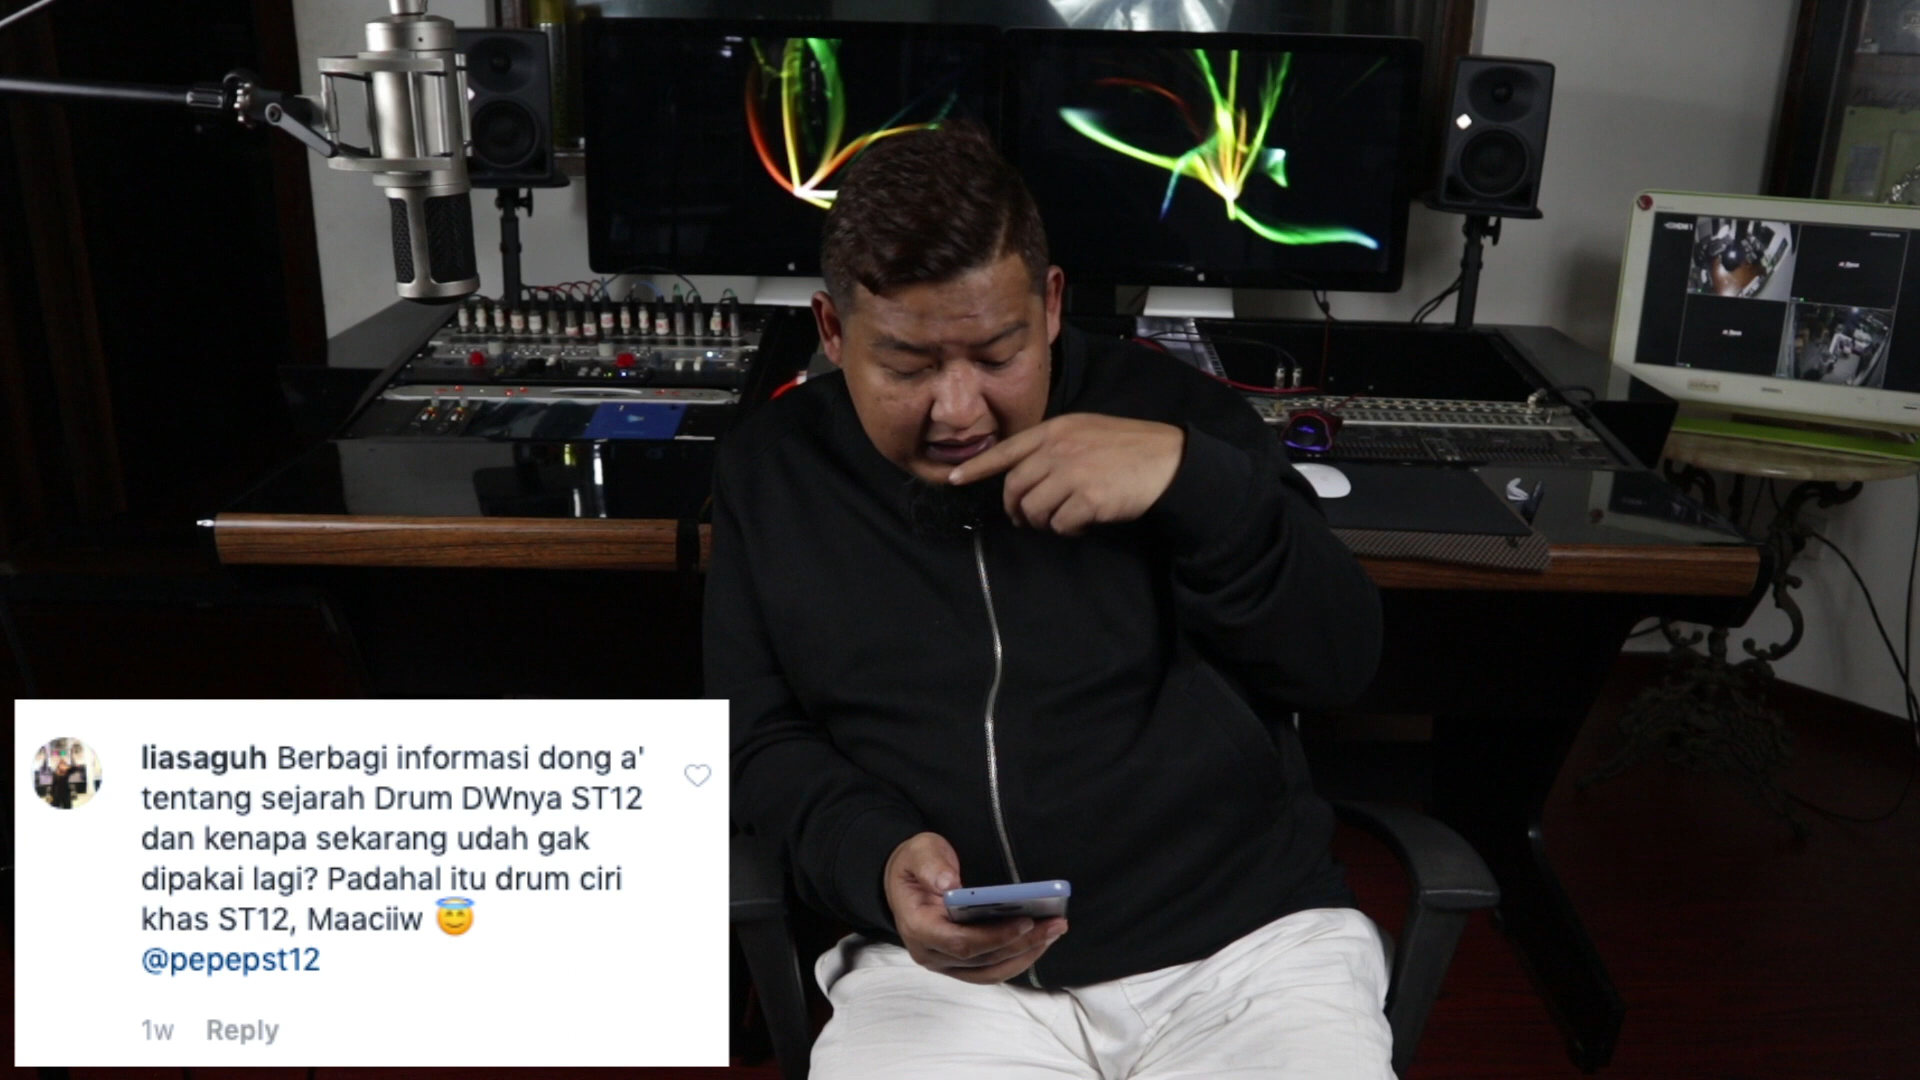 liasaguh Berbagi informasi dong a'
tentang sejarah Drum DWnya ST12
dan kenapa sekarang udah gak
dipakai lagi? Padahal itu drum ciri
khas ST12, Maaciiw 😇
@pepepst12
1w Reply